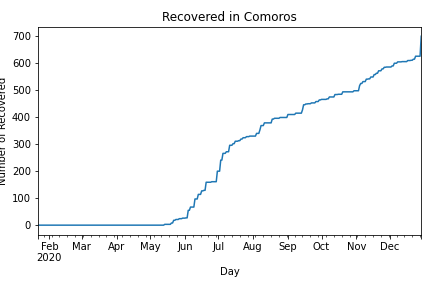 Recovered in Comoros
Number of Recovered
700
600
500
400
300
200
100
0
Feb Mar Apr May Jun Jul Aug Sep Oct Nov Dec
2020
Day